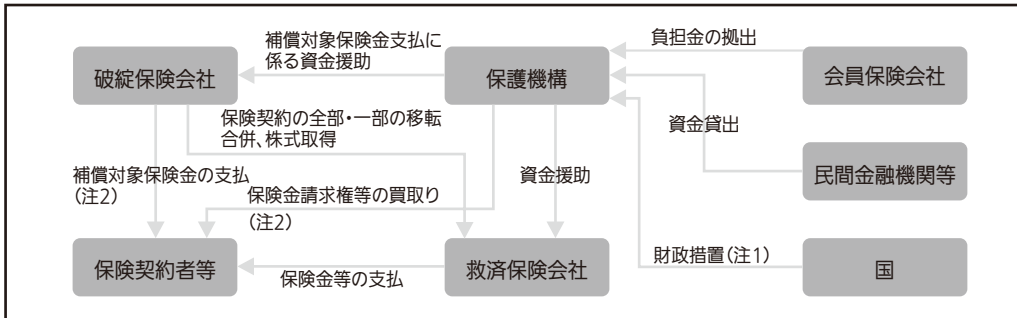 補償対象保険金支払に
係る資金援助
負担金の拠出
破綻保険会社
保護機構
会員保険会社
保険契約の全部・一部の移転
合併、株式取得
資金貸出
補償対象保険金の支払
(注2)
保険金請求権等の買取り
(注2)
資金援助
民間金融機関等
財政措置(注1)
保険契約者等
保険金等の支払
救済保険会社
国